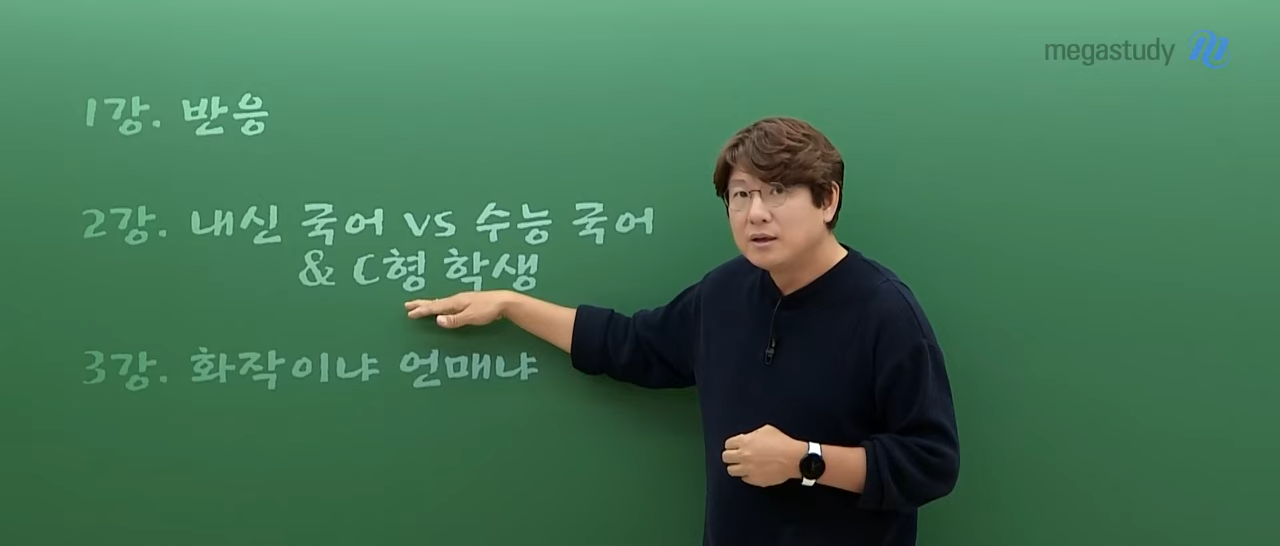 megastudy
1강. 반응
2강. 내신 국어 vs 수능 국어
& C형 학생
3강. 화작이냐 언매냐